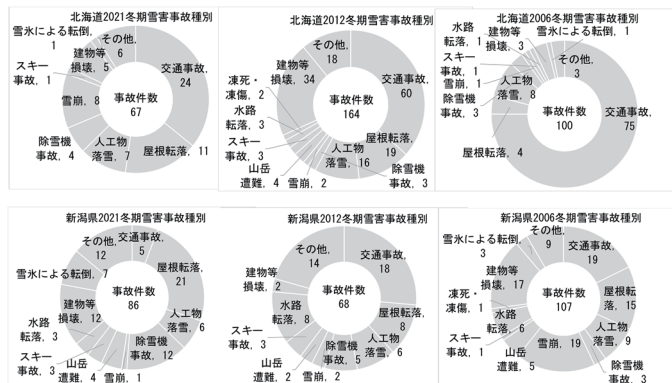 北海道2021冬期雪害事故種別
雪氷による転倒,
1
その他,
6
建物等
損壊, 5
スキー
事故, 1
雪崩, 8
除雪機
事故, 4
人工物
落雪, 7
屋根転落, 11
交通事故,
24
事故件数
67
北海道2012冬期雪害事故種別
その他,
18
建物等
損壊, 34
凍死・
凍傷, 2
水路
転落, 3
スキー
事故, 3
山岳
遭難, 4
雪崩, 2
人工物
落雪, 16
除雪機
事故, 3
屋根転落,
19
交通事故,
60
事故件数
164
北海道2006冬期雪害事故種別
水路
転落, 1
建物等
損壊, 3
雪氷による転倒, 1
その他,
3
スキー
事故, 1
雪崩, 1
人工物
落雪, 8
除雪機
事故, 3
屋根転落, 4
交通事故,
75
事故件数
100
新潟県2021冬期雪害事故種別
その他,
12
交通事故,
5
屋根転落,
21
人工物
落雪, 6
除雪機
事故, 12
雪崩, 1
山岳
遭難, 4
スキー
事故, 3
水路
転落, 3
建物等
損壊, 12
雪氷による転倒, 7
事故件数
86
新潟県2012冬期雪害事故種別
その他,
14
交通事故,
18
屋根転落,
8
人工物
落雪, 6
除雪機
事故, 5
雪崩, 2
山岳
遭難, 2
スキー
事故, 3
水路
転落, 8
建物等
損壊, 2
事故件数
68
新潟県2006冬期雪害事故種別
雪氷による転倒,
3
その他,
9
交通事故,
19
屋根転
落, 15
人工物
落雪, 9
除雪機
事故, 3
雪崩, 19
山岳
遭難, 5
スキー
事故, 1
水路
転落, 6
凍死・
凍傷, 1
建物等
損壊, 17
事故件数
107